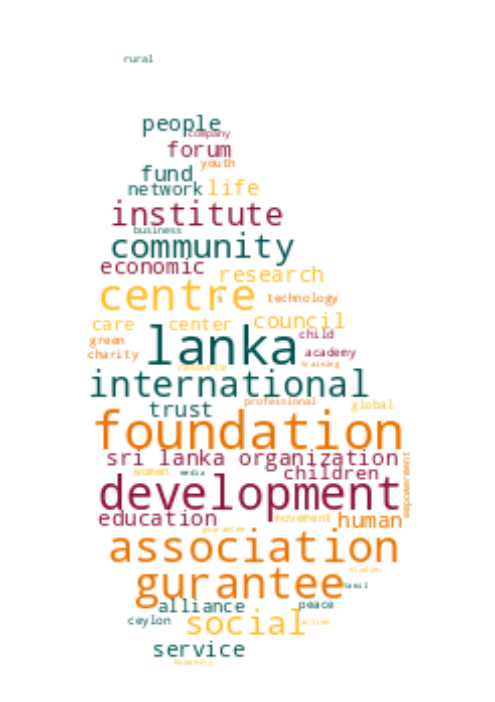 rural
people
company
forum
youth
fund
network life
institute
business
community
economic
research
centre
s technology
care center council
child
green
lanka
academy
charity
training
resource
international
professional
trust
global
foundation
sri lanka organization
empowerment
women media children
development
education movement human
guarantee
association
studies
gurantee
tamil
alliance peace
ceylon social action
service
humanity